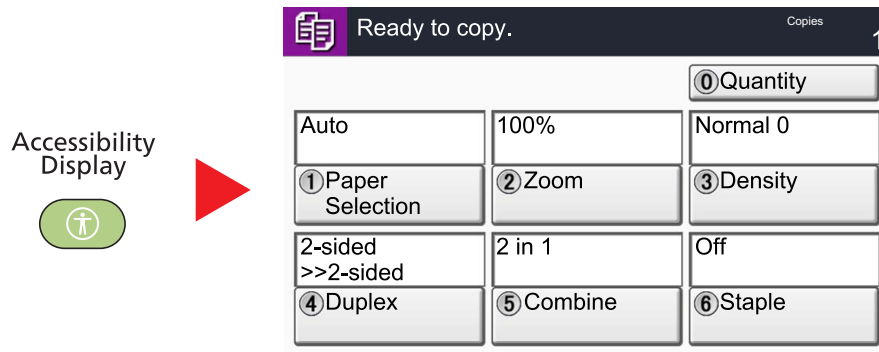 Accessibility
Display
Ready to copy.
Copies
0 Quantity
Auto
100%
Normal 0
1 Paper
Selection
2 Zoom
3 Density
2-sided
>>2-sided
2 in 1
Off
4 Duplex
5 Combine
6 Staple